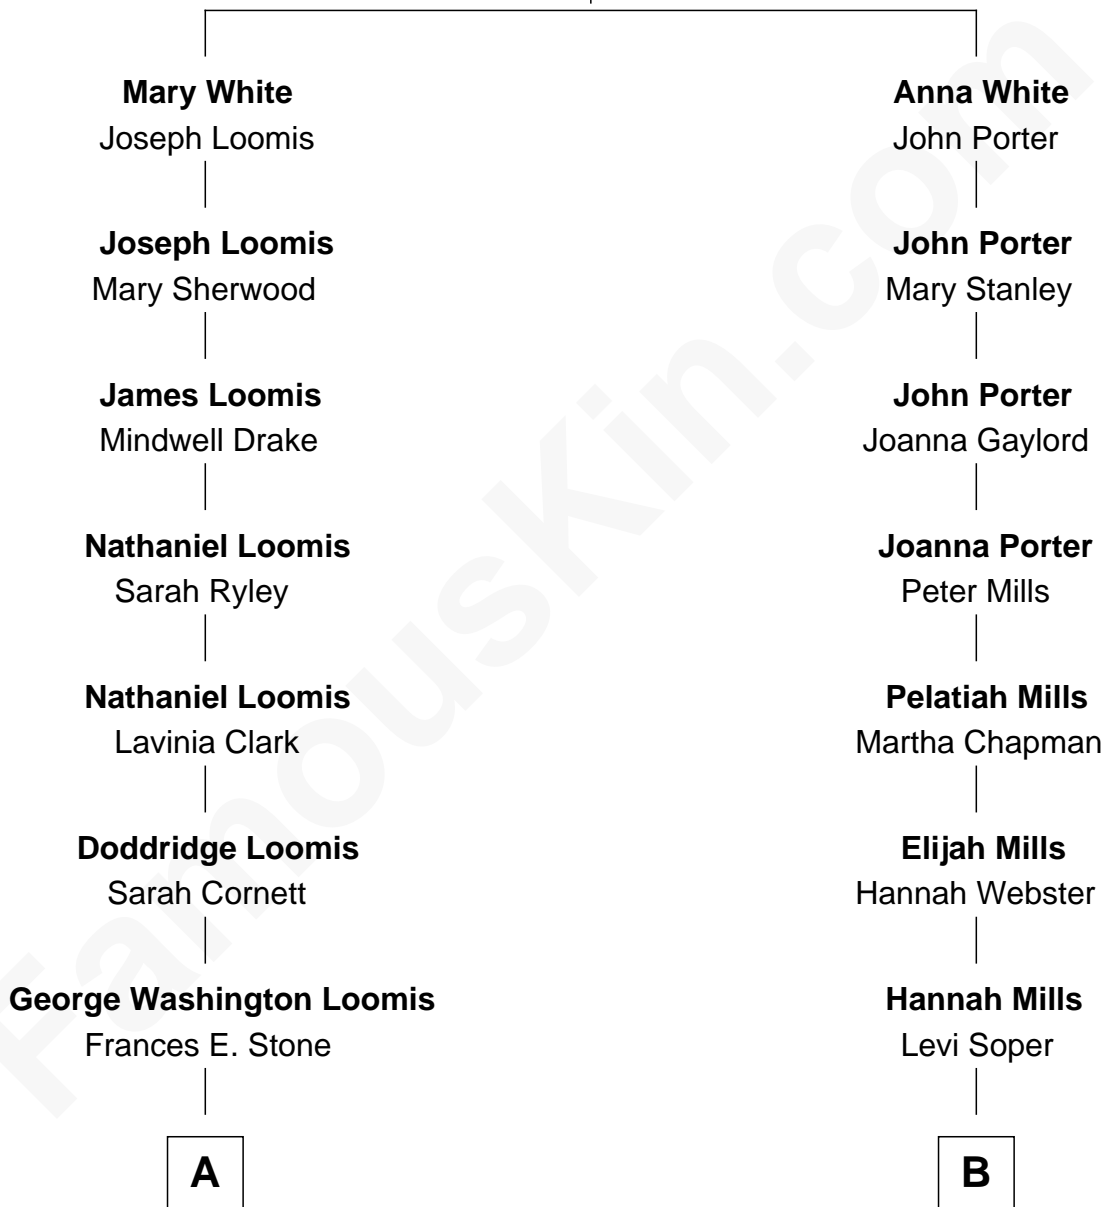 Mary White
Joseph Loomis
Joseph Loomis
Mary Sherwood
James Loomis
Mindwell Drake
Nathaniel Loomis
Sarah Ryley
Nathaniel Loomis
Lavinia Clark
Doddridge Loomis
Sarah Cornett
George Washington Loomis
Frances E. Stone
A
Anna White
John Porter
John Porter
Mary Stanley
John Porter
Joanna Gaylord
Joanna Porter
Peter Mills
Pelatiah Mills
Martha Chapman
Elijah Mills
Hannah Webster
Hannah Mills
Levi Soper
B
FamousKin.com